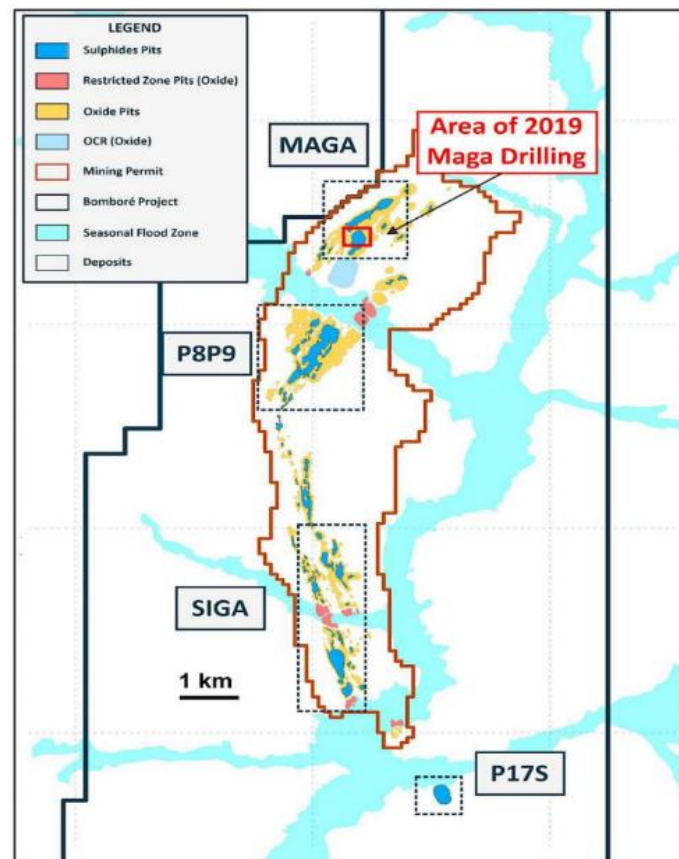 LEGEND
Sulphides Pits
Restricted Zone Pits (Oxide)
Oxide Pits
OCR (Oxide)
Mining Permit
Bomboré Project
Seasonal Flood Zone
Deposits
MAGA
Area of 2019
Maga Drilling
P8P9
SIGA
1 km
P17S